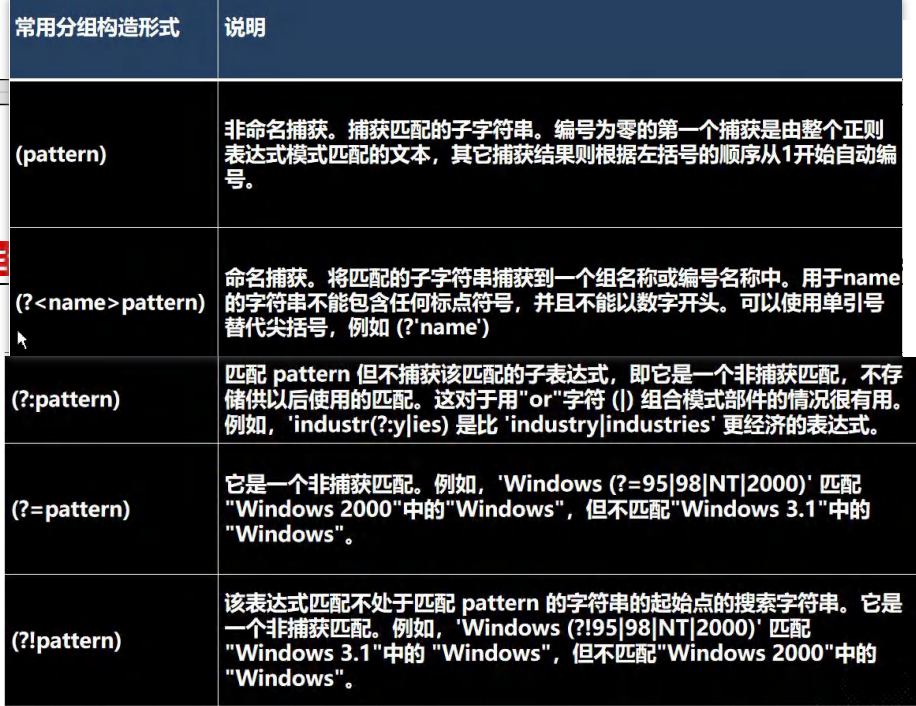 常用分组构造形式
说明
(pattern)
非命名捕获。捕获匹配的子字符串。编号为零的第一个捕获是由整个正则
表达式模式匹配的文本，其它捕获结果则根据左括号的顺序从1开始自动编
号。
(?<name>pattern)
命名捕获。将匹配的子字符串捕获到一个组名称或编号名称中。用于name
的字符串不能包含任何标点符号，并且不能以数字开头。可以使用单引号
替代尖括号，例如 (?'name')
(?:pattern)
匹配 pattern 但不捕获该匹配的子表达式，即它是一个非捕获匹配，不存
储供以后使用的匹配。这对于用"or"字符 (|) 组合模式部件的情况很有用。
例如，'industr(?:y|ies) 是比 'industry|industries' 更经济的表达式。
(?=pattern)
它是一个非捕获匹配。例如，'Windows (?=95|98|NT|2000)' 匹配
"Windows 2000"中的"Windows"，但不匹配"Windows 3.1"中的
"Windows"。
(?!pattern)
该表达式匹配不处于匹配 pattern 的字符串的起始点的搜索字符串。它是
一个非捕获匹配。例如，'Windows (?!95|98|NT|2000)' 匹配
"Windows 3.1"中的 "Windows"，但不匹配"Windows 2000"中的
"Windows"。